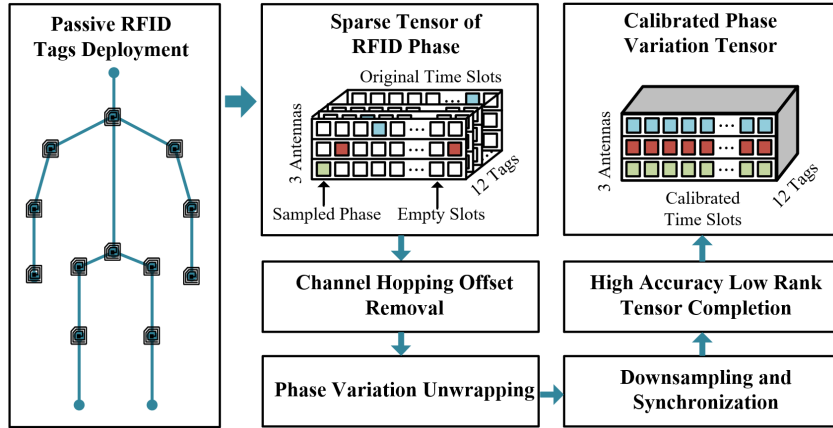 Passive RFID
Tags Deployment
Sparse Tensor of
RFID Phase
Original Time Slots
...
...
...
...
3 Antennas
12 Tags
Sampled Phase
Empty Slots
Channel Hopping Offset
Removal
Phase Variation Unwrapping
Downsampling and
Synchronization
High Accuracy Low Rank
Tensor Completion
Calibrated Phase
Variation Tensor
...
...
...
3 Antennas
12 Tags
Calibrated
Time Slots